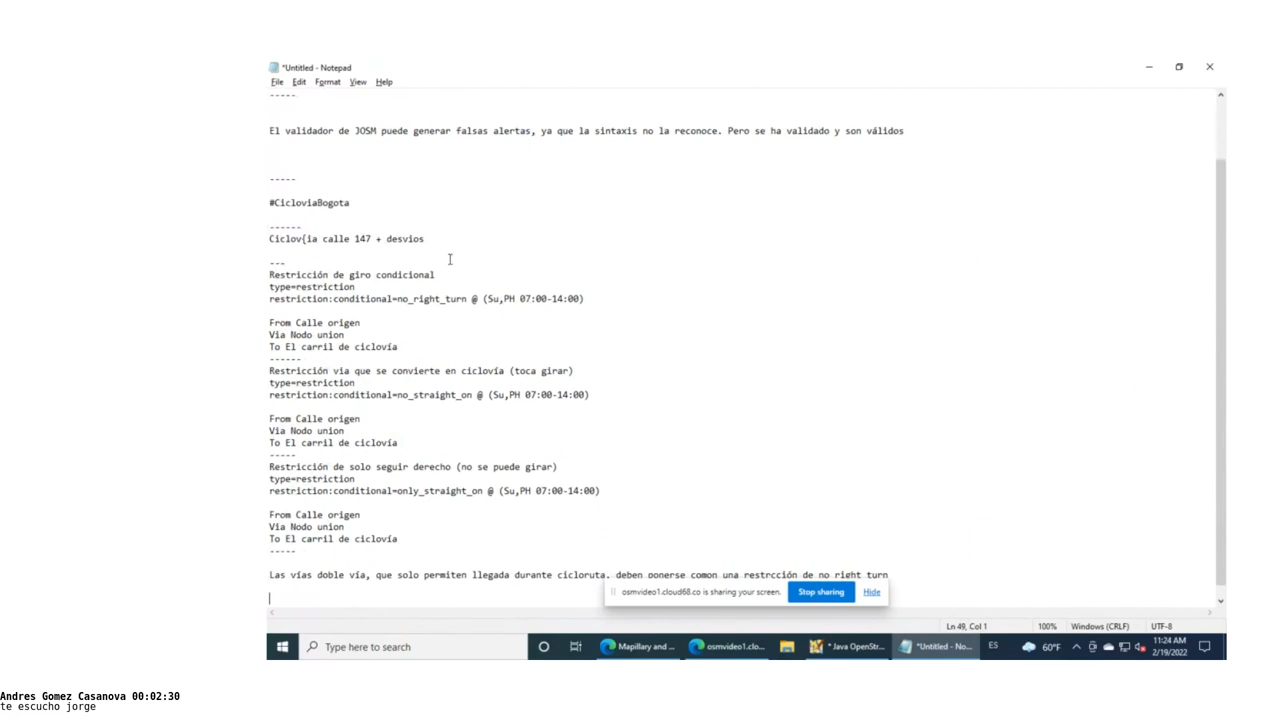 *Untitled - Notepad
File Edit Format View Help
-----
El validador de JOSM puede generar falsas alertas, ya que la sintaxis no la reconoce. Pero se ha validado y son válidos
-----
#CicloviaBogota
------
Ciclov{ia calle 147 + desvios
---
Restricción de giro condicional
type=restriction
restriction:conditional=no_right_turn @ (Su,PH 07:00-14:00)
From Calle origen
Via Nodo union
To El carril de ciclovía
------
Restricción via que se convierte en ciclovía (toca girar)
type=restriction
restriction:conditional=no_straight_on @ (Su,PH 07:00-14:00)
From Calle origen
Via Nodo union
To El carril de ciclovía
-----
Restricción de solo seguir derecho (no se puede girar)
type=restriction
restriction:conditional=only_straight_on @ (Su,PH 07:00-14:00)
From Calle origen
Via Nodo union
To El carril de ciclovía
-----
Las vías doble vía, que solo permiten llegada durante cicloruta, deben ponerse comon una restrcción de no right turn
osmvideo1.cloud68.co is sharing your screen. Stop sharing Hide
Ln 49, Col 1 100% Windows (CRLF) UTF-8
Type here to search Mapillary and ... osmvideo1.clo... * Java OpenStr... *Untitled - No... ES 60°F 11:24 AM
2/19/2022
Andres Gomez Casanova 00:02:30
te escucho jorge